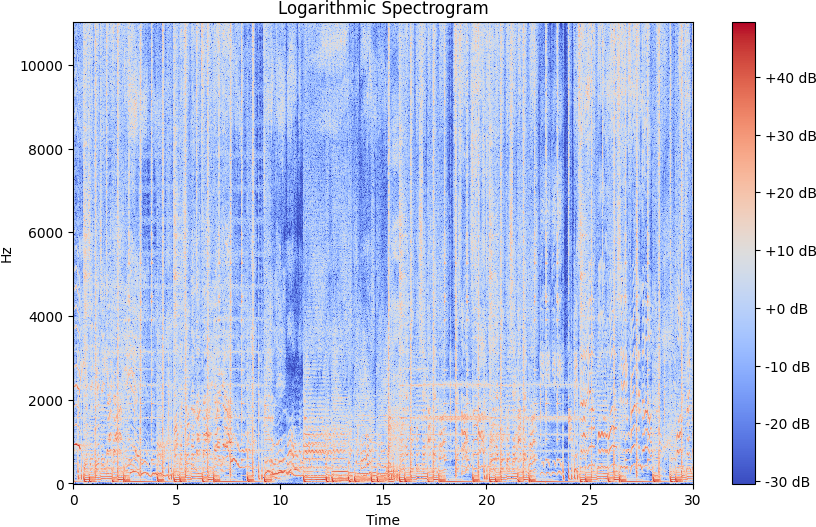 Logarithmic Spectrogram
10000
8000
6000
4000
2000
0
Hz
0 5 10 15 20 25 30
Time
+40 dB
+30 dB
+20 dB
+10 dB
+0 dB
-10 dB
-20 dB
-30 dB